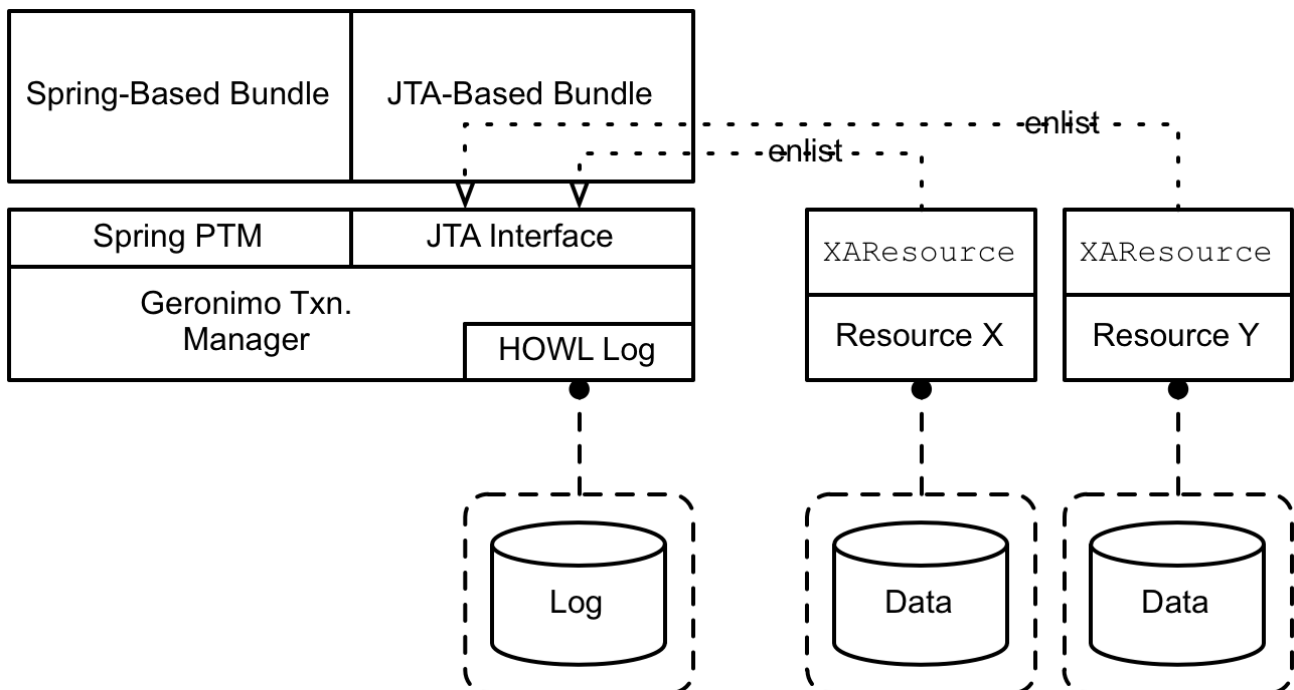 Spring-Based Bundle
JTA-Based Bundle
enlist
enlist
Spring PTM
JTA Interface
XAResource
XAResource
Geronimo Txn.
Manager
HOWL Log
Resource X
Resource Y
Log
Data
Data